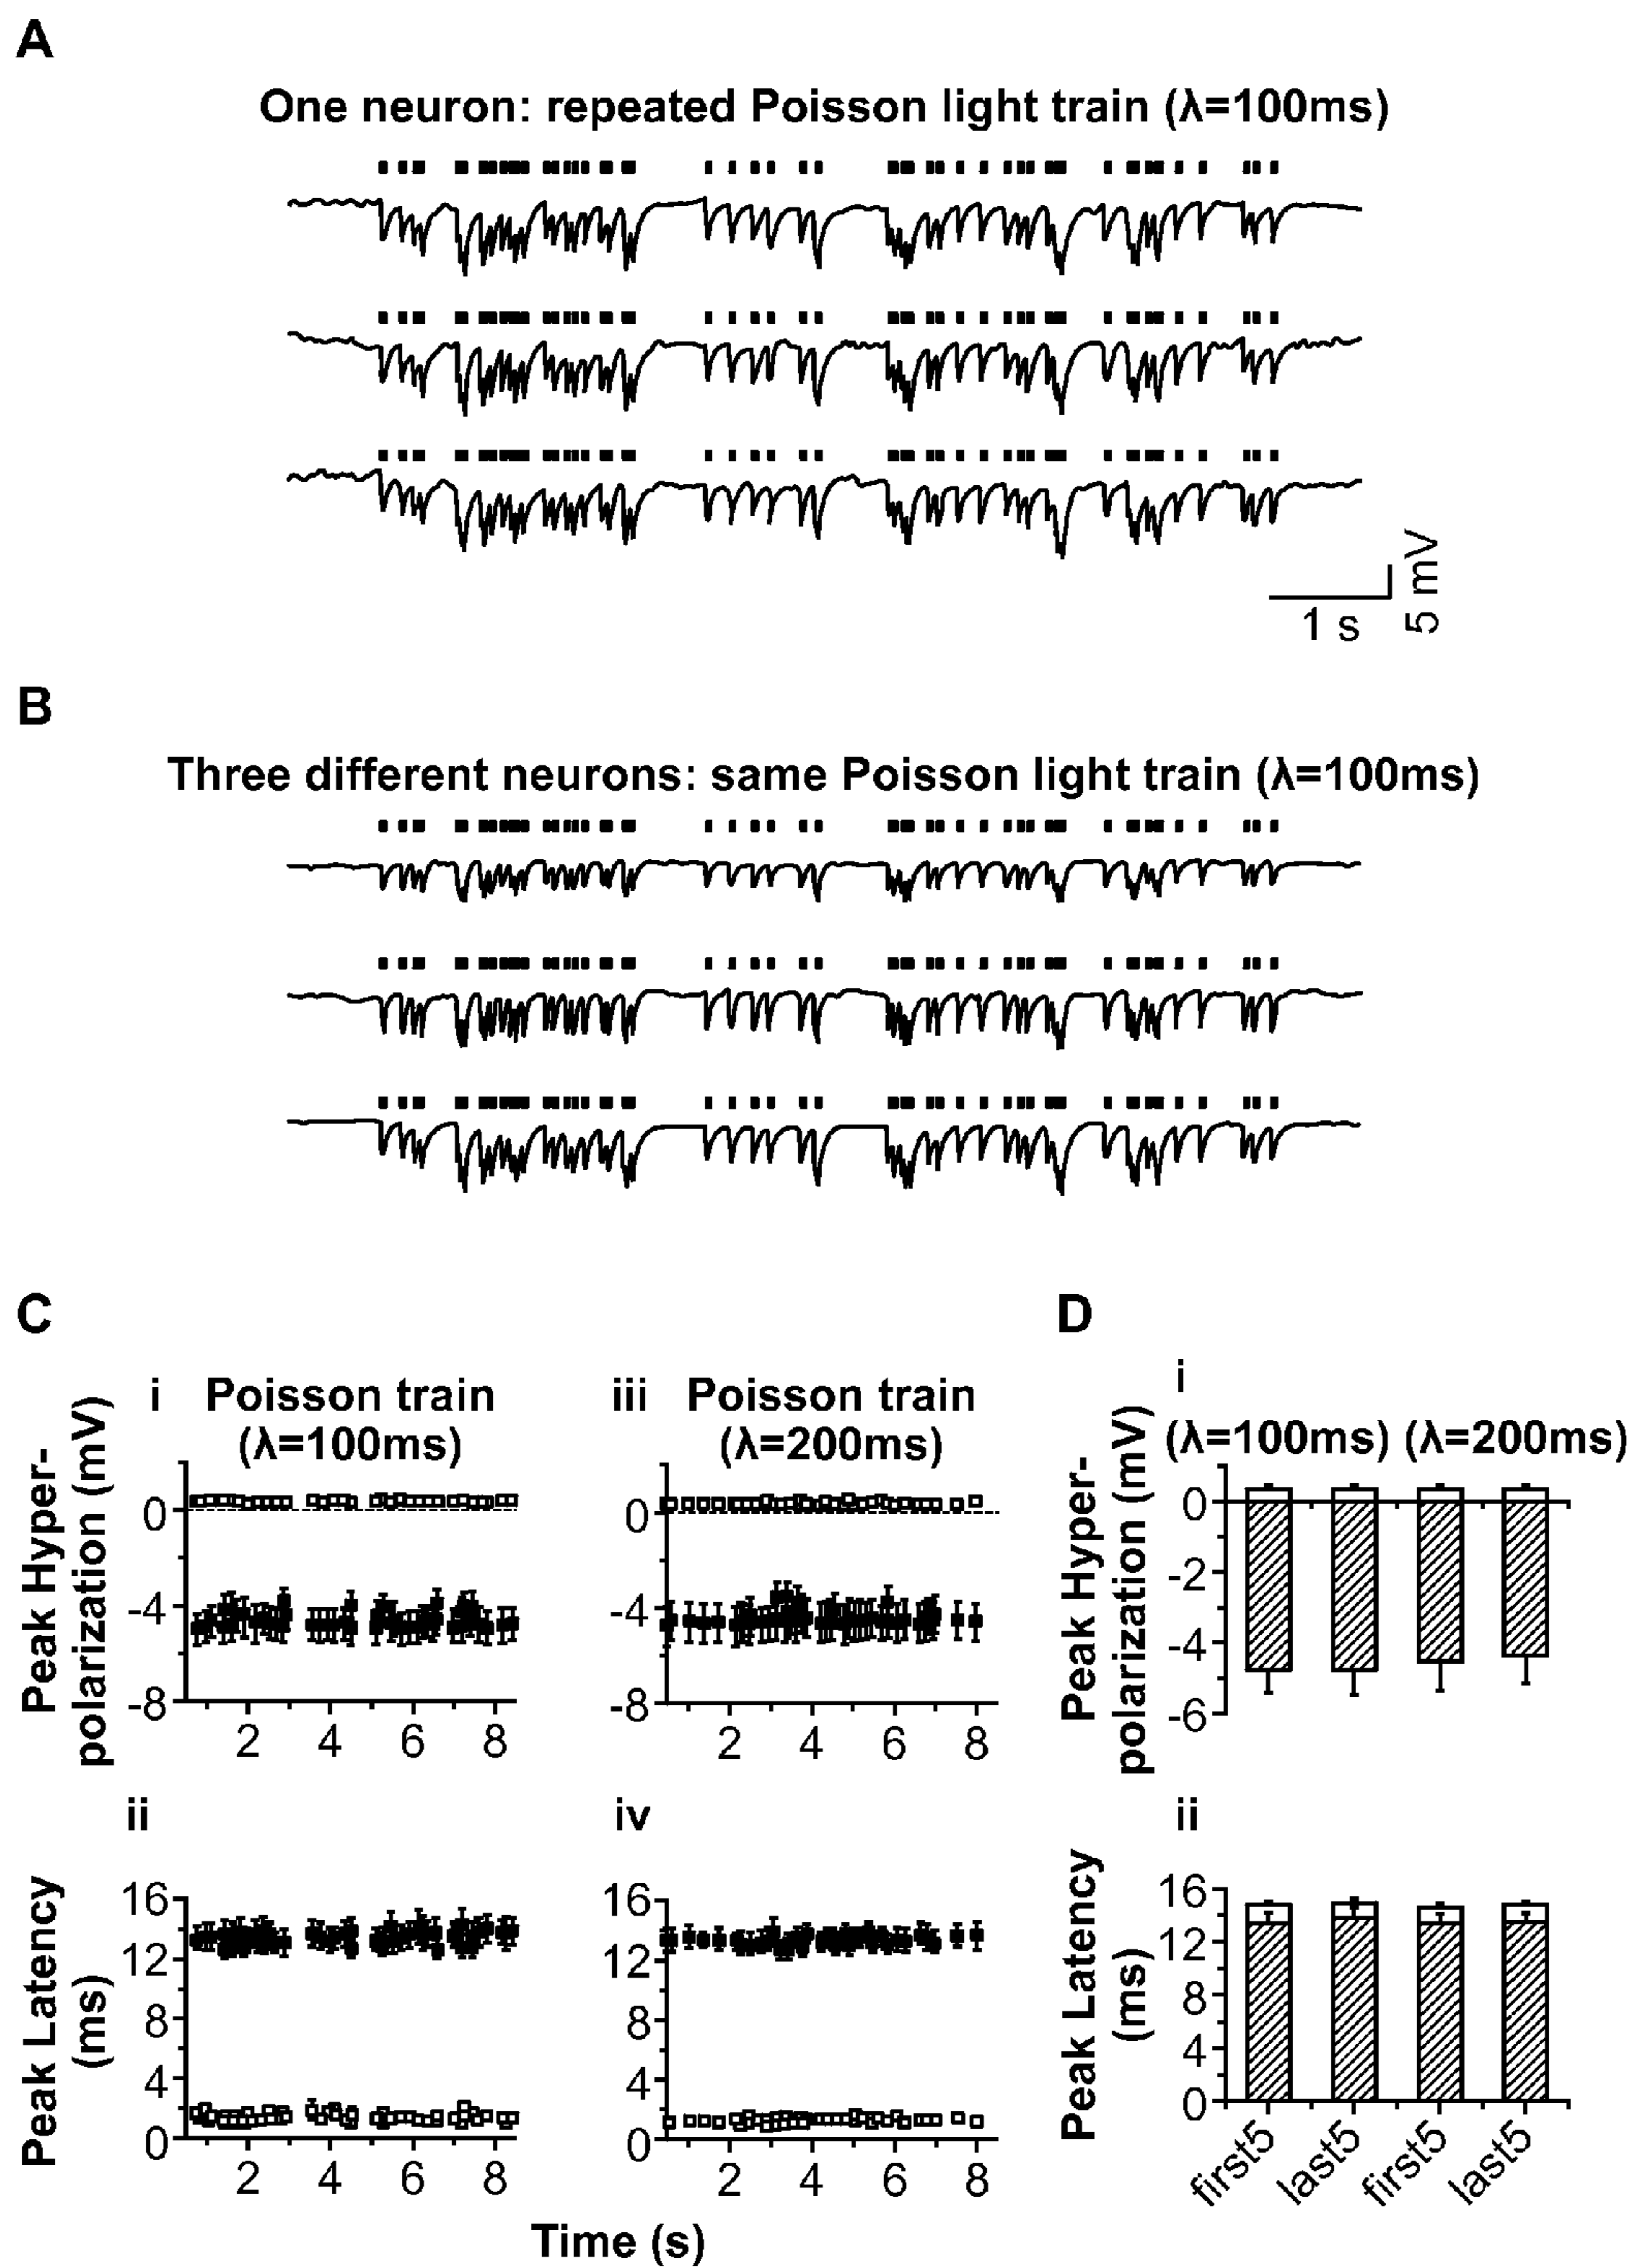 A
One neuron: repeated Poisson light train (λ=100ms)
1 s
5 mV
B
Three different neurons: same Poisson light train (λ=100ms)
C
D
i
Poisson train
(λ=100ms)
iii
Poisson train
(λ=200ms)
i
(λ=100ms) (λ=200ms)
Peak Hyper-
polarization (mV)
0
-4
-8
2 4 6 8
0
-4
-8
2 4 6 8
Peak Hyper-
polarization (mV)
0
-2
-4
-6
ii
iv
ii
Peak Latency
(ms)
16
12
8
4
0
2 4 6 8
16
12
8
4
0
2 4 6 8
Time (s)
Peak Latency
(ms)
16
12
8
4
0
first5 last5 first5 last5